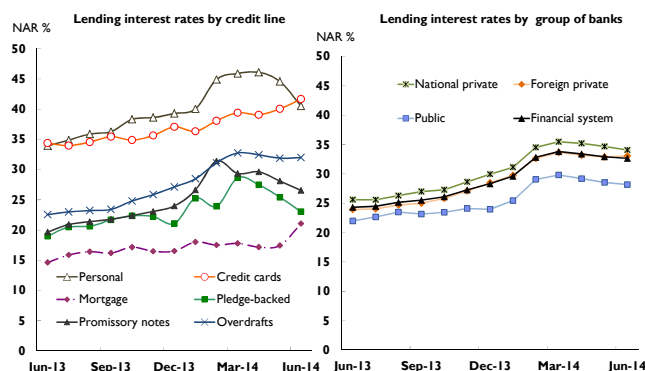 Lending interest rates by credit line
NAR %
50
45
40
35
30
25
20
15
10
5
0
Personal
Credit cards
Mortgage
Pledge-backed
Promissory notes
Overdrafts
Jun-13
Sep-13
Dec-13
Mar-14
Jun-14
Lending interest rates by group of banks
NAR %
50
45
40
35
30
25
20
15
10
5
0
National private
Foreign private
Public
Financial system
Jun-13
Sep-13
Dec-13
Mar-14
Jun-14